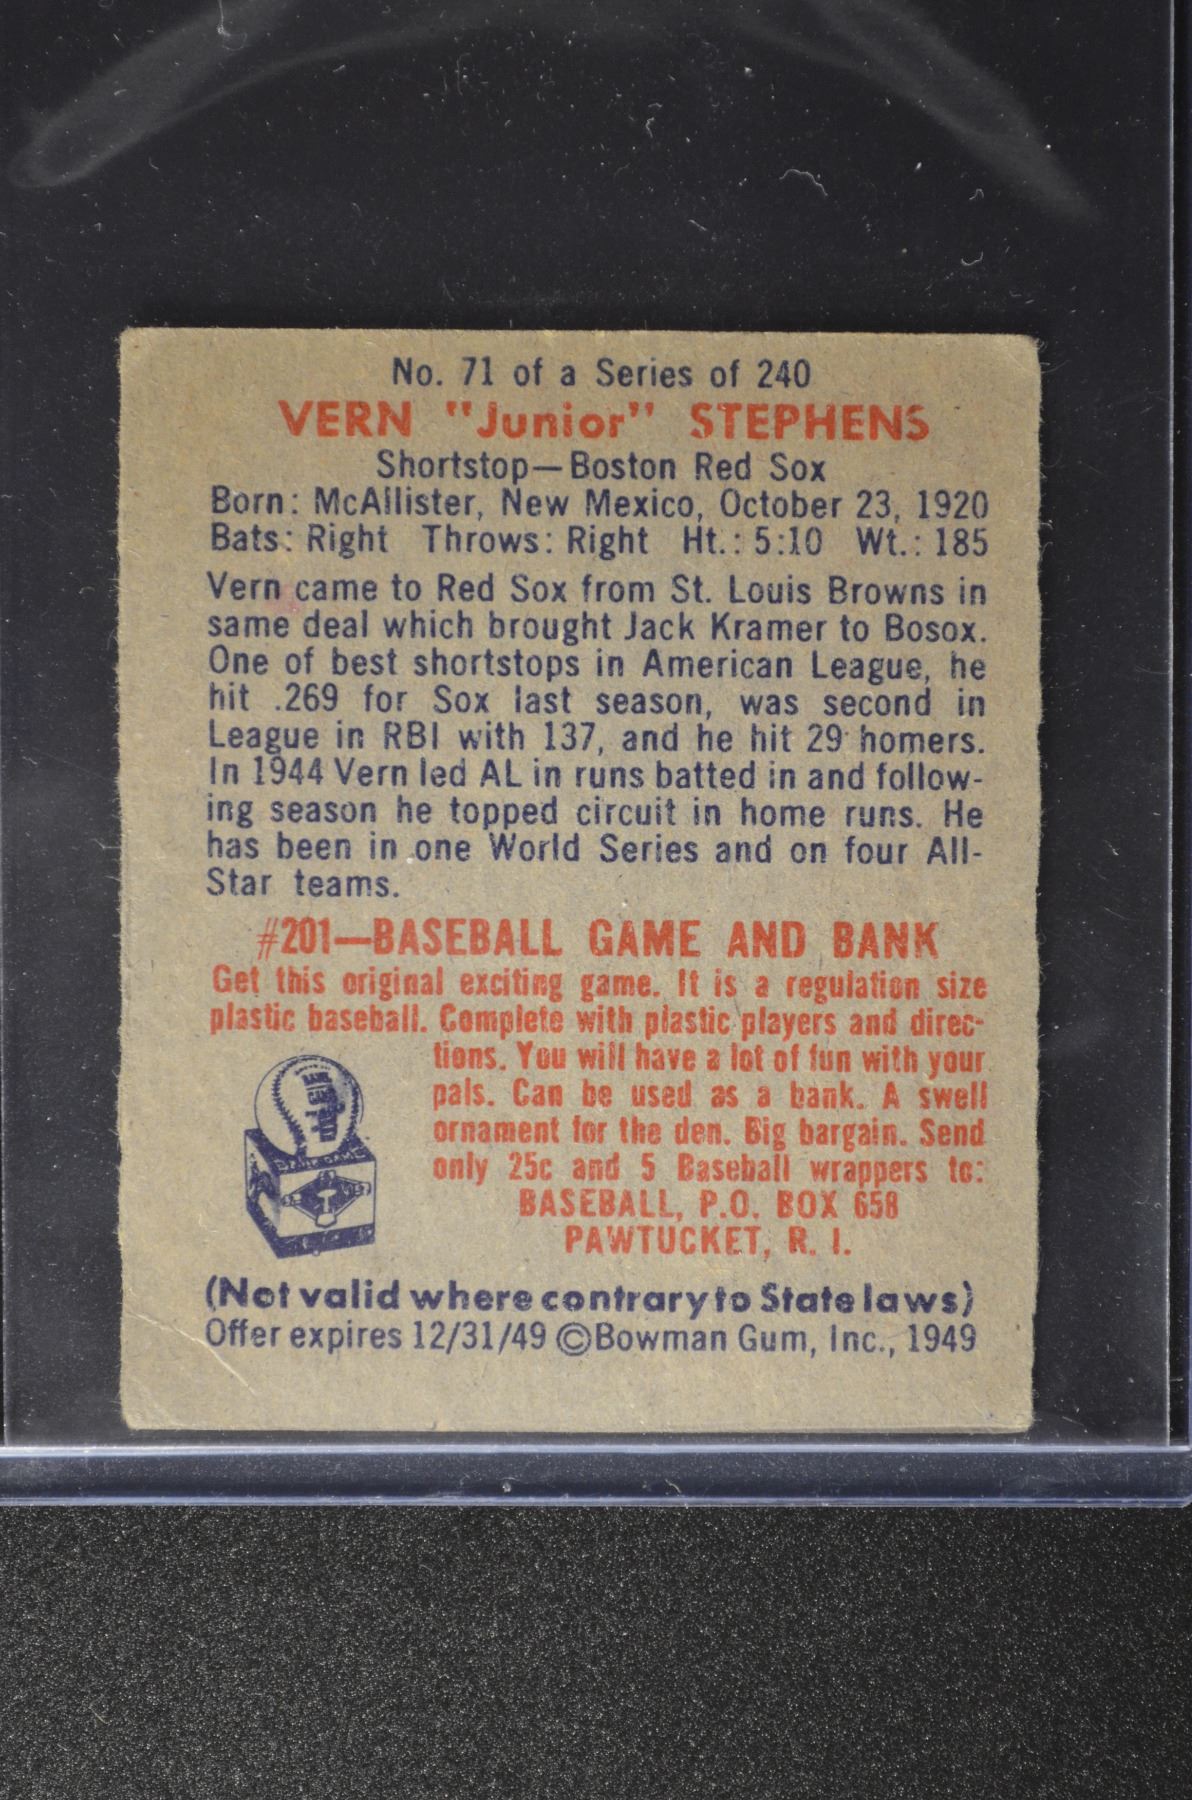 No. 71 of a Series of 240
VERN "Junior" STEPHENS
Shortstop—Boston Red Sox
Born: McAllister, New Mexico, October 23, 1920
Bats: Right Throws: Right Ht.: 5:10 Wt.: 185
Vern came to Red Sox from St. Louis Browns in
same deal which brought Jack Kramer to Bosox.
One of best shortstops in American League, he
hit .269 for Sox last season, was second in
League in RBI with 137, and he hit 29 homers.
In 1944 Vern led AL in runs batted in and follow-
ing season he topped circuit in home runs. He
has been in one World Series and on four All-
Star teams.
#201—BASEBALL GAME AND BANK
Get this original exciting game. It is a regulation size
plastic baseball. Complete with plastic players and direc-
tions. You will have a lot of fun with your
pals. Can be used as a bank. A swell
ornament for the den. Big bargain. Send
only 25c and 5 Baseball wrappers to:
BASEBALL, P.O. BOX 658
PAWTUCKET, R. I.
(Not valid where contrary to State laws)
Offer expires 12/31/49 ©Bowman Gum, Inc., 1949